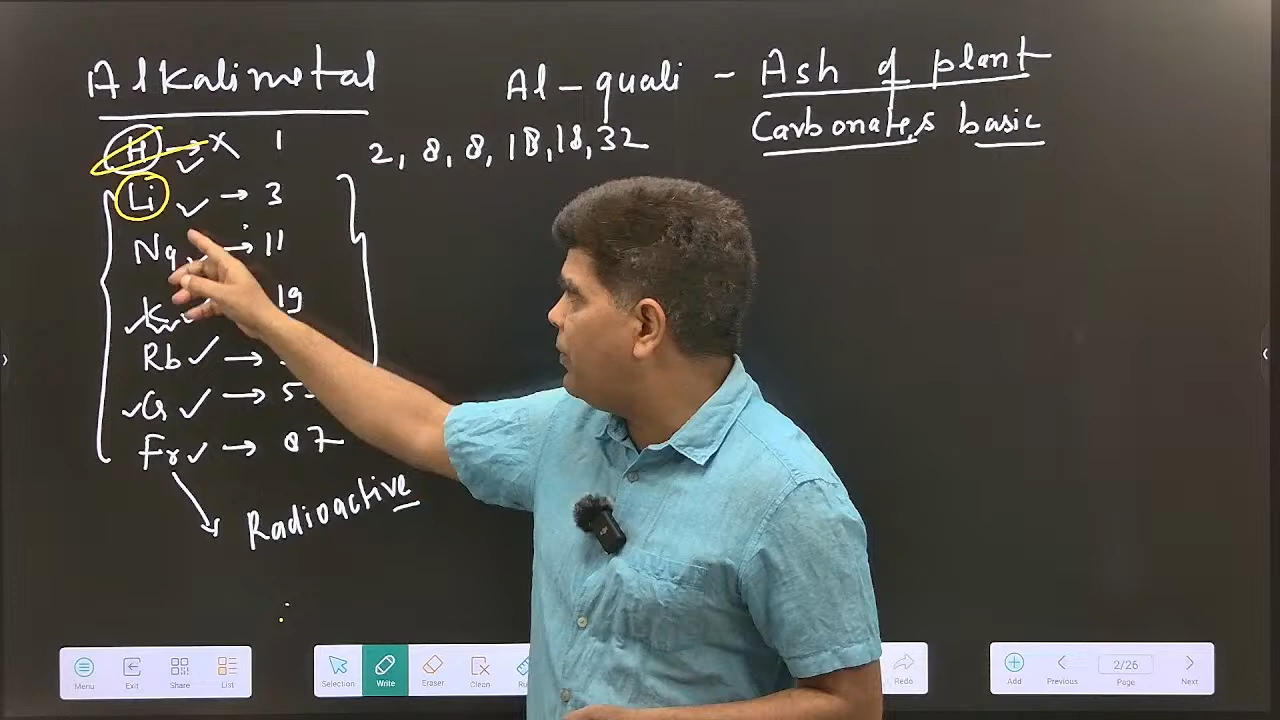 Alkalimetal
Al - quali - Ash of plant
Carbonates basic
H → x 1
2, 8, 8, 18, 18, 32
Li → 3
Na → 11
K 19
Rb →
Cs →
Fr → 87
Radioactive
Menu
Exit
Share
List
Selection
Write
Eraser
Clean
Redo
Add
Previous
2/26
Page
Next